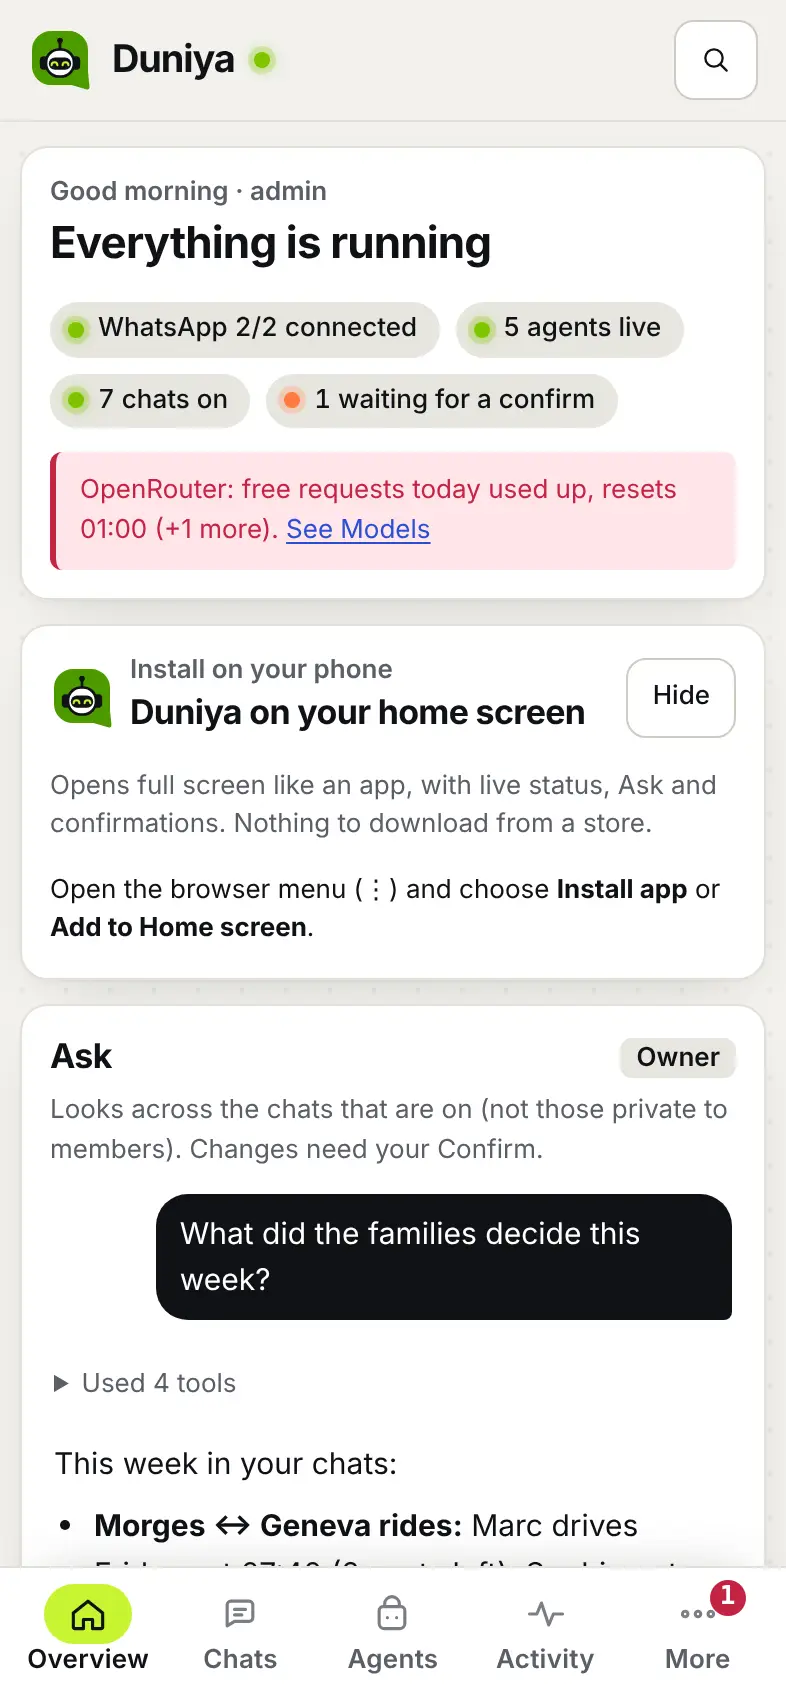 Duniya
Good morning · admin
Everything is running
WhatsApp 2/2 connected
5 agents live
7 chats on
1 waiting for a confirm
OpenRouter: free requests today used up, resets
01:00 (+1 more). See Models
Install on your phone
Duniya on your home screen
Hide
Opens full screen like an app, with live status, Ask and
confirmations. Nothing to download from a store.
Open the browser menu (⋮) and choose Install app or
Add to Home screen.
Ask
Owner
Looks across the chats that are on (not those private to
members). Changes need your Confirm.
What did the families decide this
week?
▶ Used 4 tools
This week in your chats:
• Morges ↔ Geneva rides: Marc drives
Overview
Chats
Agents
Activity
1
More